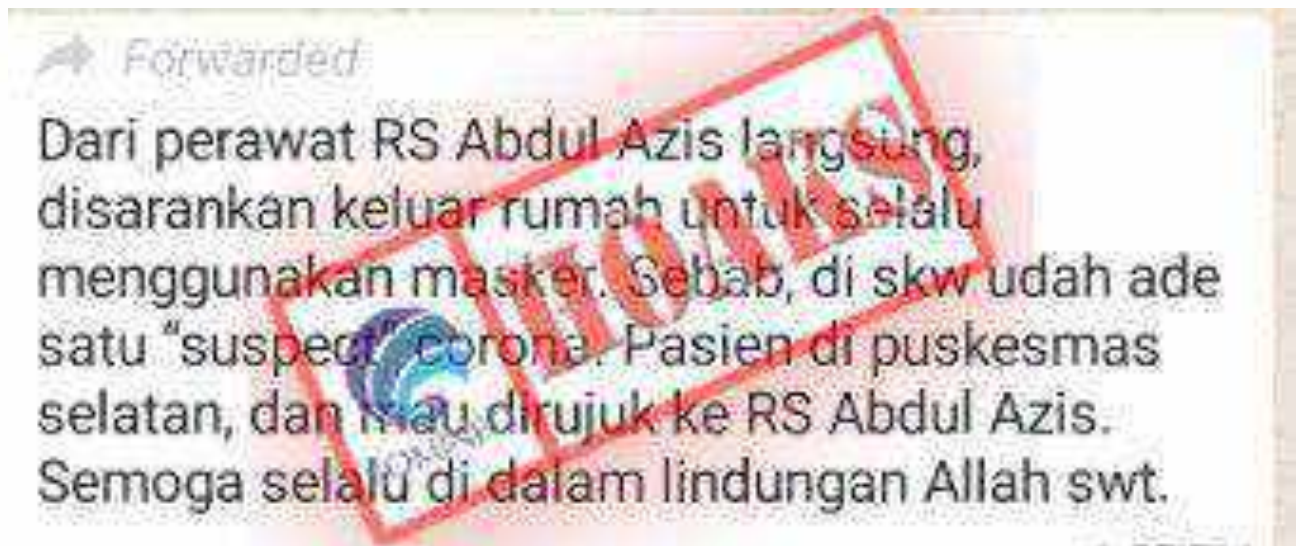 Forwarded
Dari perawat RS Abdul Azis langsung,
disarankan keluar rumah untuk selalu
menggunakan masker. Sebab, di skw udah ade
satu "suspect" corona. Pasien di puskesmas
selatan, dan mau dirujuk ke RS Abdul Azis.
Semoga selalu di dalam lindungan Allah swt.
HOAKS